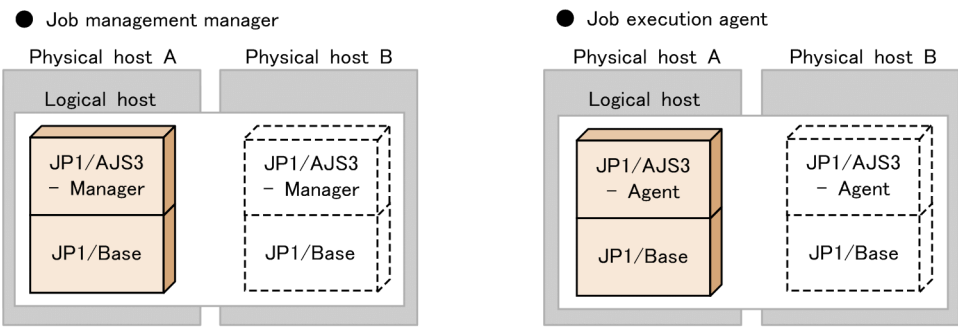 ● Job management manager
Physical host A
Physical host B
Logical host
JP1/AJS3
− Manager
JP1/Base
JP1/AJS3
− Manager
JP1/Base
● Job execution agent
Physical host A
Physical host B
Logical host
JP1/AJS3
− Agent
JP1/Base
JP1/AJS3
− Agent
JP1/Base